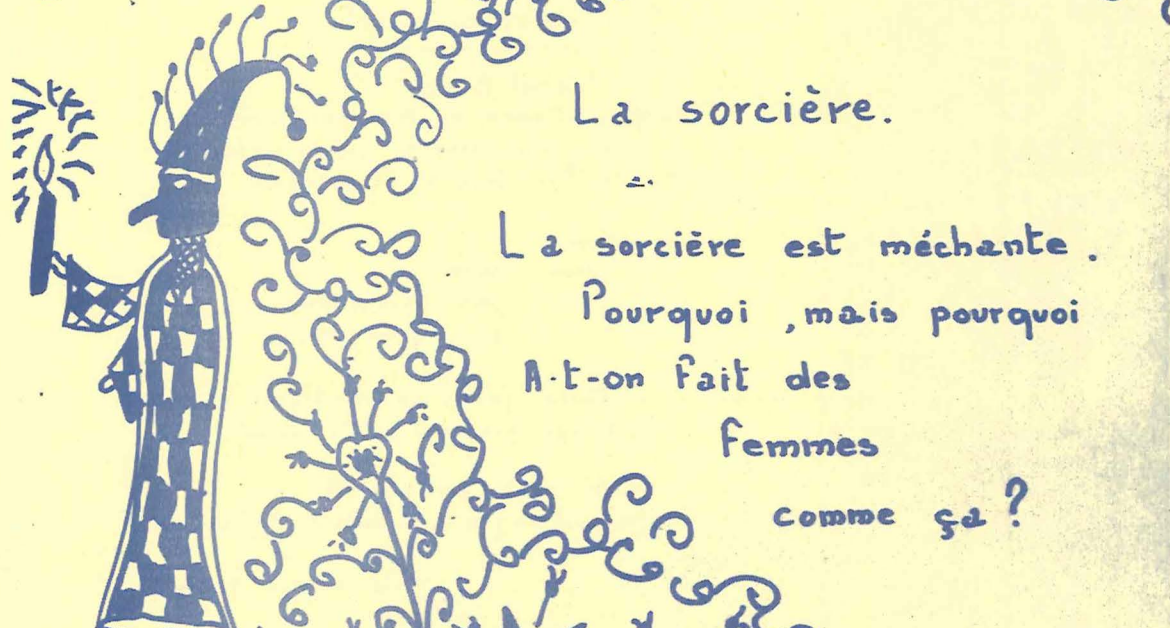 La sorcière.
La sorcière est méchante.
Pourquoi, mais pourquoi
A-t-on fait des
femmes
comme ça ?